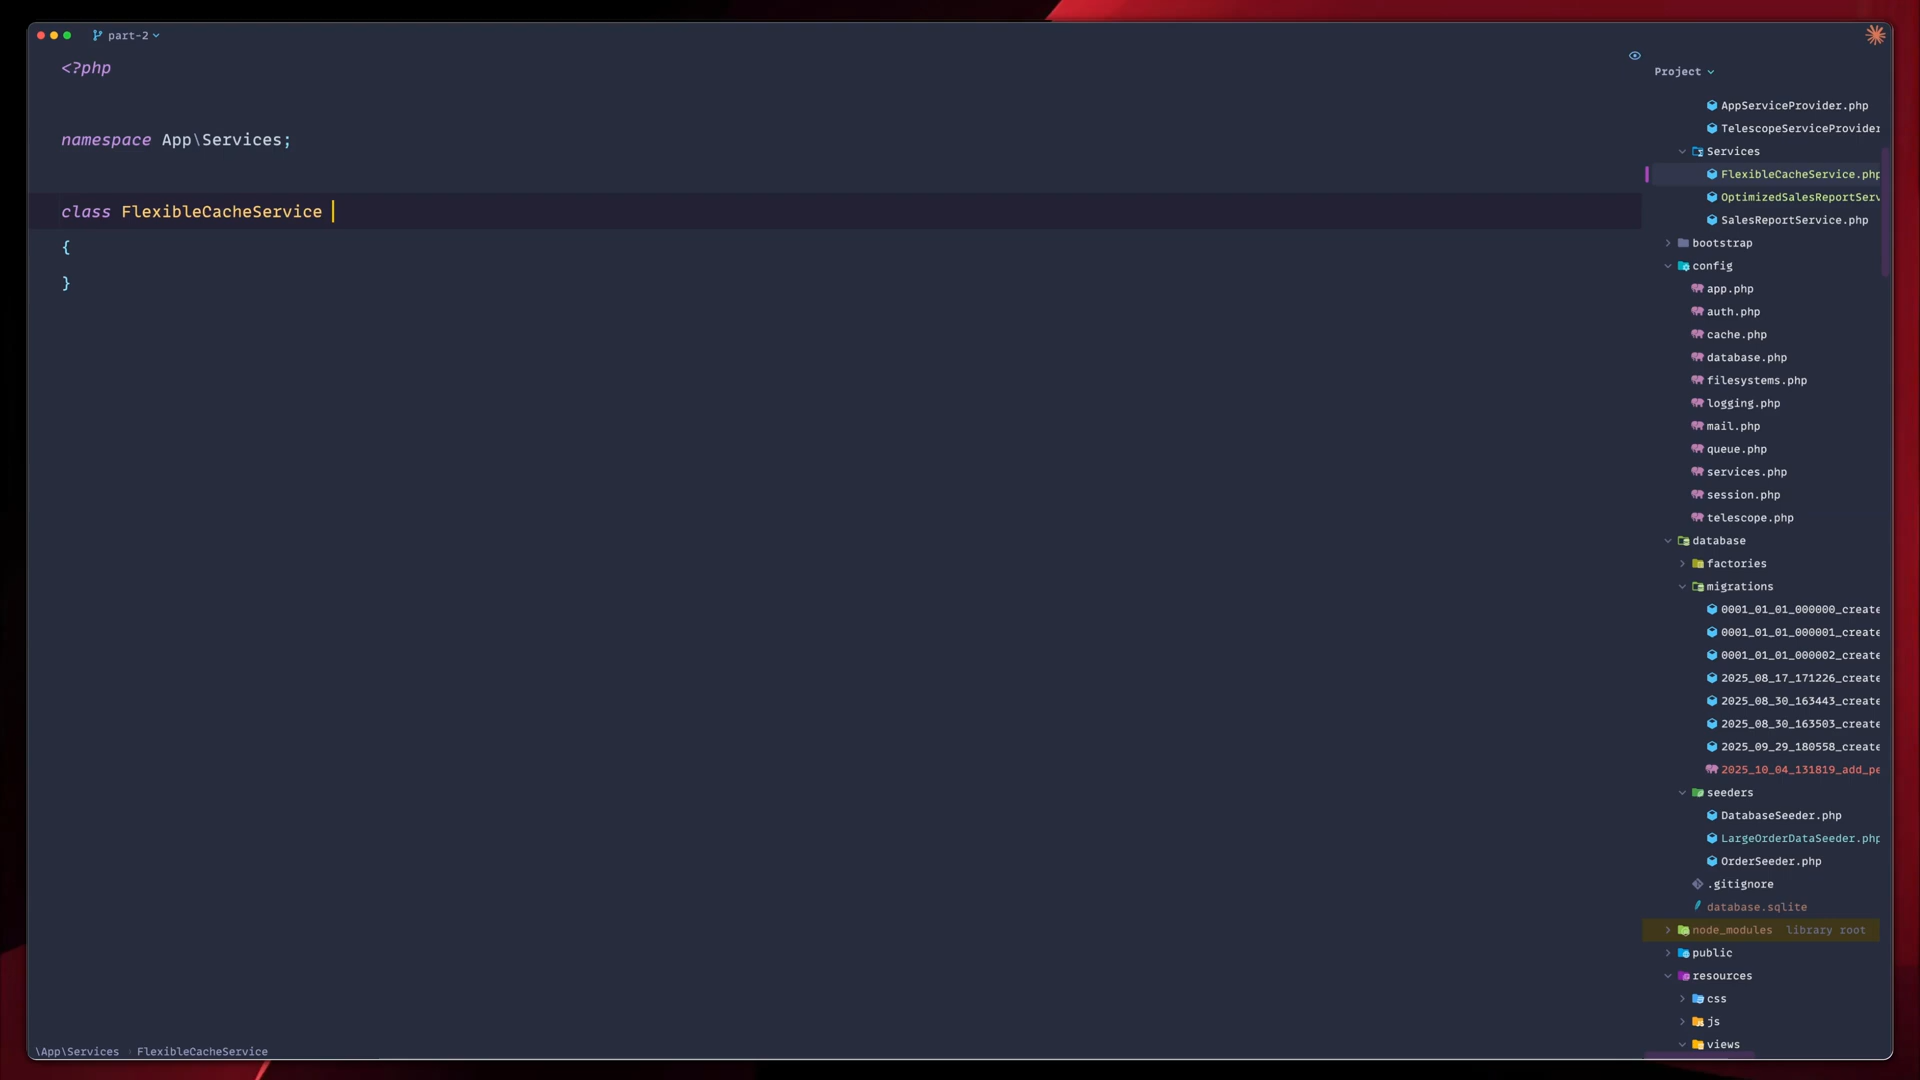 part-2
<?php
namespace App\Services;
class FlexibleCacheService
{
}
Project
AppServiceProvider.php
TelescopeServiceProvider
Services
FlexibleCacheService.php
OptimizedSalesReportServ
SalesReportService.php
bootstrap
config
app.php
auth.php
cache.php
database.php
filesystems.php
logging.php
mail.php
queue.php
services.php
session.php
telescope.php
database
factories
migrations
0001_01_01_000000_create
0001_01_01_000001_create
0001_01_01_000002_create
2025_08_17_171226_create
2025_08_30_163443_create
2025_08_30_163503_create
2025_09_29_180558_create
2025_10_04_131819_add_pe
seeders
DatabaseSeeder.php
LargeOrderDataSeeder.php
OrderSeeder.php
.gitignore
database.sqlite
node_modules library root
public
resources
css
js
views
\App\Services › FlexibleCacheService